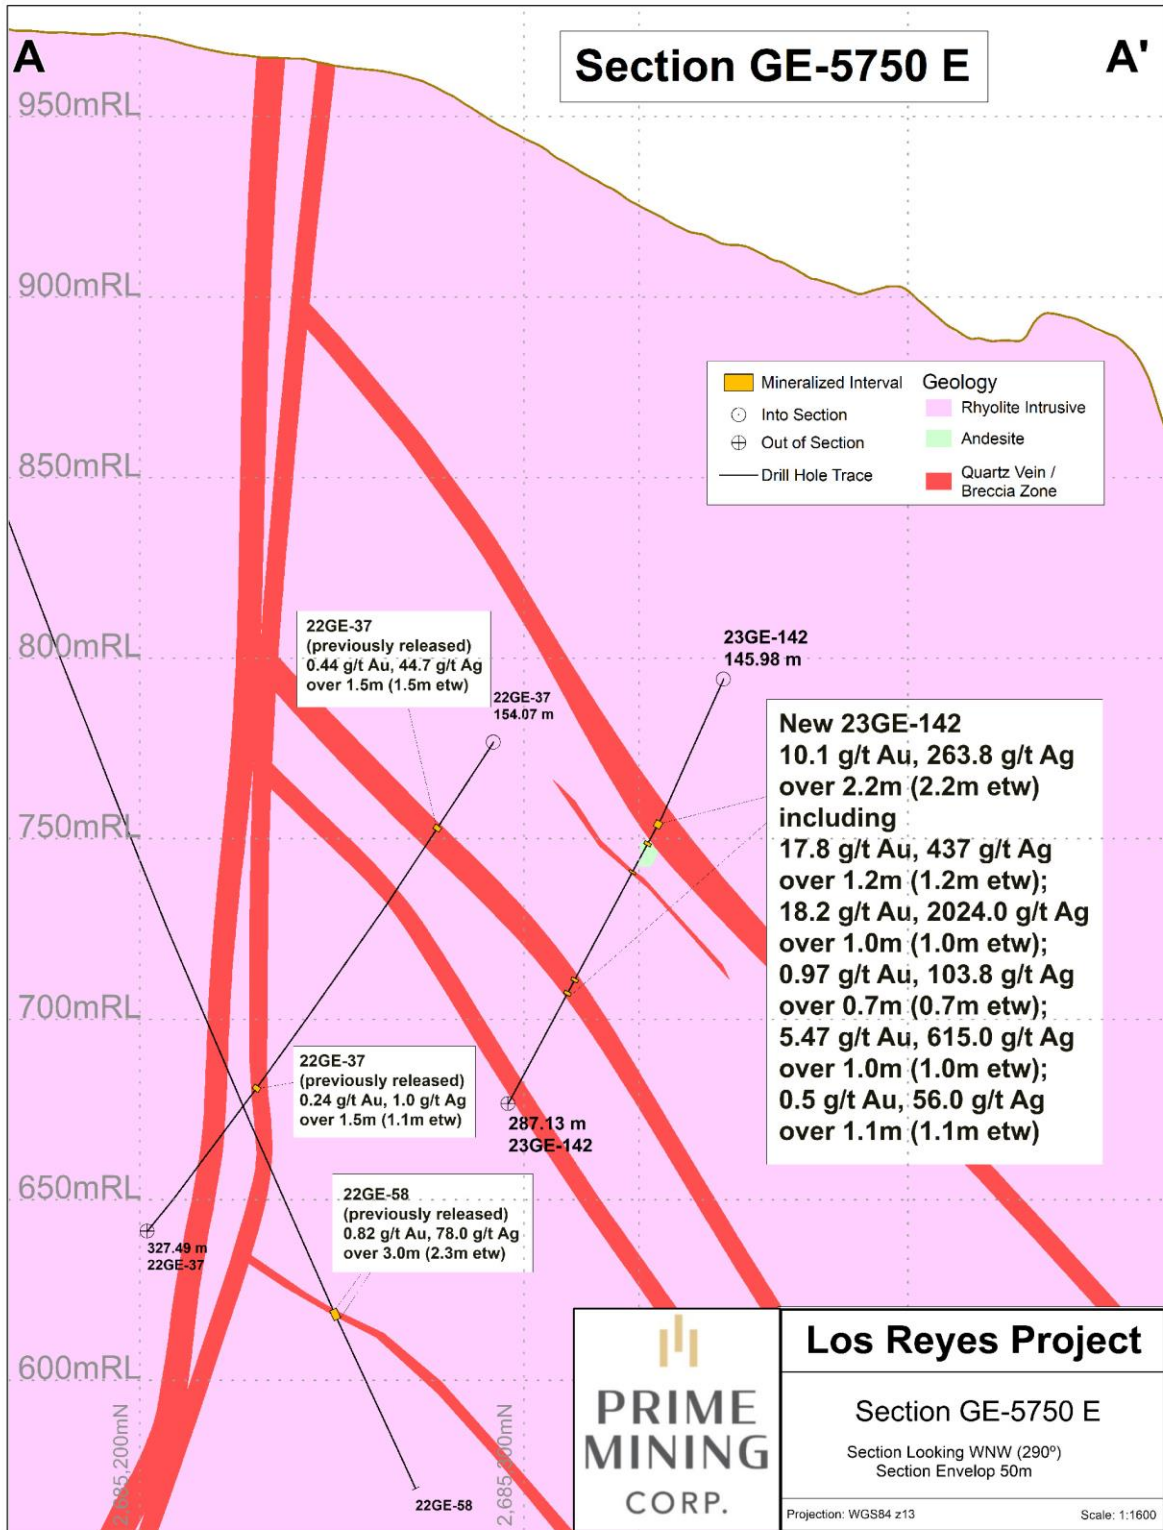 A
Section GE-5750 E
A'
950mRL
900mRL
Mineralized Interval
Into Section
Out of Section
Drill Hole Trace
Geology
Rhyolite Intrusive
Andesite
Quartz Vein /
Breccia Zone
850mRL
22GE-37
(previously released)
0.44 g/t Au, 44.7 g/t Ag
over 1.5m (1.5m etw)
800mRL
23GE-142
145.98 m
22GE-37
154.07 m
New 23GE-142
10.1 g/t Au, 263.8 g/t Ag
over 2.2m (2.2m etw)
including
17.8 g/t Au, 437 g/t Ag
over 1.2m (1.2m etw);
18.2 g/t Au, 2024.0 g/t Ag
over 1.0m (1.0m etw);
0.97 g/t Au, 103.8 g/t Ag
over 0.7m (0.7m etw);
5.47 g/t Au, 615.0 g/t Ag
over 1.0m (1.0m etw);
0.5 g/t Au, 56.0 g/t Ag
over 1.1m (1.1m etw)
750mRL
700mRL
22GE-37
(previously released)
0.24 g/t Au, 1.0 g/t Ag
over 1.5m (1.1m etw)
287.13 m
23GE-142
650mRL
22GE-58
(previously released)
0.82 g/t Au, 78.0 g/t Ag
over 3.0m (2.3m etw)
327.49 m
22GE-37
600mRL
2,685,200mN
2,685,300mN
22GE-58
PRIME
MINING
CORP.
Los Reyes Project
Section GE-5750 E
Section Looking WNW (290º)
Section Envelop 50m
Projection: WGS84 z13
Scale: 1:1600